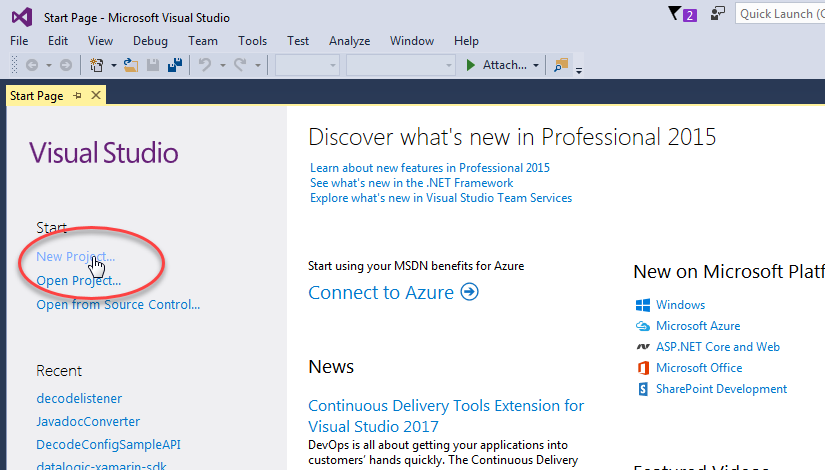 Start Page - Microsoft Visual Studio
2
Quick Launch (C
File Edit View Debug Team Tools Test Analyze Window Help
Attach...
Start Page
Visual Studio
Start
New Project...
Open Project...
Open from Source Control...
Recent
decodelistener
JavadocConverter
DecodeConfigSampleAPI
datalogic-xamarin-sdk
Discover what's new in Professional 2015
Learn about new features in Professional 2015
See what's new in the .NET Framework
Explore what's new in Visual Studio Team Services
Start using your MSDN benefits for Azure
Connect to Azure
News
Continuous Delivery Tools Extension for
Visual Studio 2017
DevOps is all about getting your applications into
customers' hands quickly. The Continuous Delivery
New on Microsoft Platf
Windows
Microsoft Azure
ASP.NET Core and Web
Microsoft Office
SharePoint Development
Featured Videos